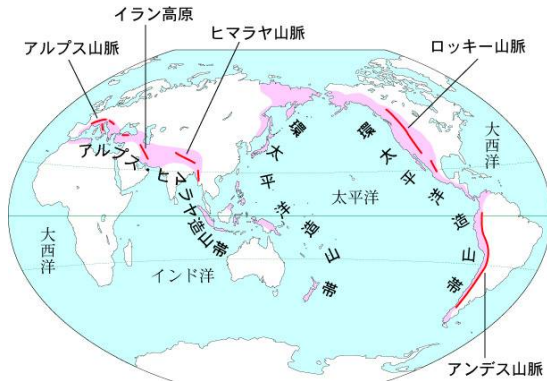 イラン高原
アルプス山脈
ヒマラヤ山脈
ロッキー山脈
アルプス・ヒマラヤ造山帯
環太平洋造山帯
環太平洋造山帯
大西洋
太平洋
大西洋
インド洋
アンデス山脈